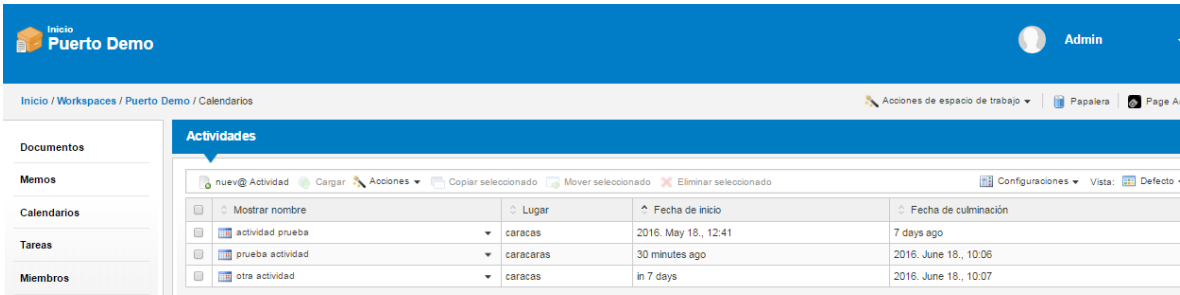 Inicio
Puerto Demo
Admin
Inicio / Workspaces / Puerto Demo / Calendarios
Acciones de espacio de trabajo
Papalera
Page
Documentos
Memos
Calendarios
Tareas
Miembros
Actividades
nuev@ Actividad Cargar Acciones Copiar seleccionado Mover seleccionado Eliminar seleccionado
Configuraciones Vista: Defecto
Mostrar nombre Lugar Fecha de inicio Fecha de culminación
actividad prueba caracas 2016. May 18., 12:41 7 days ago
prueba actividad caracaras 30 minutes ago 2016. June 18., 10:06
otra actividad caracas in 7 days 2016. June 18., 10:07